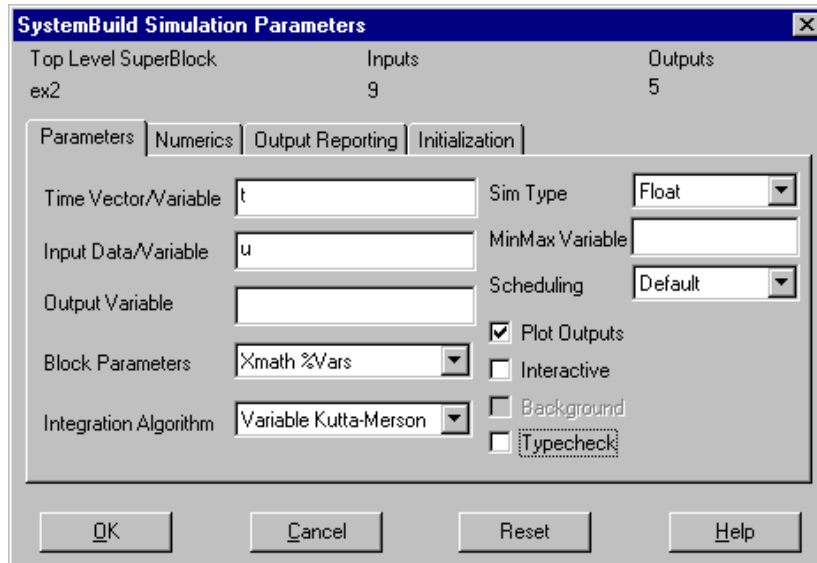 SystemBuild Simulation Parameters
Top Level SuperBlock Inputs Outputs
ex2 9 5
Parameters Numerics Output Reporting Initialization
Time Vector/Variable t
Input Data/Variable u
Output Variable
Block Parameters Xmath %Vars
Integration Algorithm Variable Kutta-Merson
Sim Type Float
MinMax Variable
Scheduling Default
Plot Outputs
Interactive
Background
Typecheck
OK Cancel Reset Help